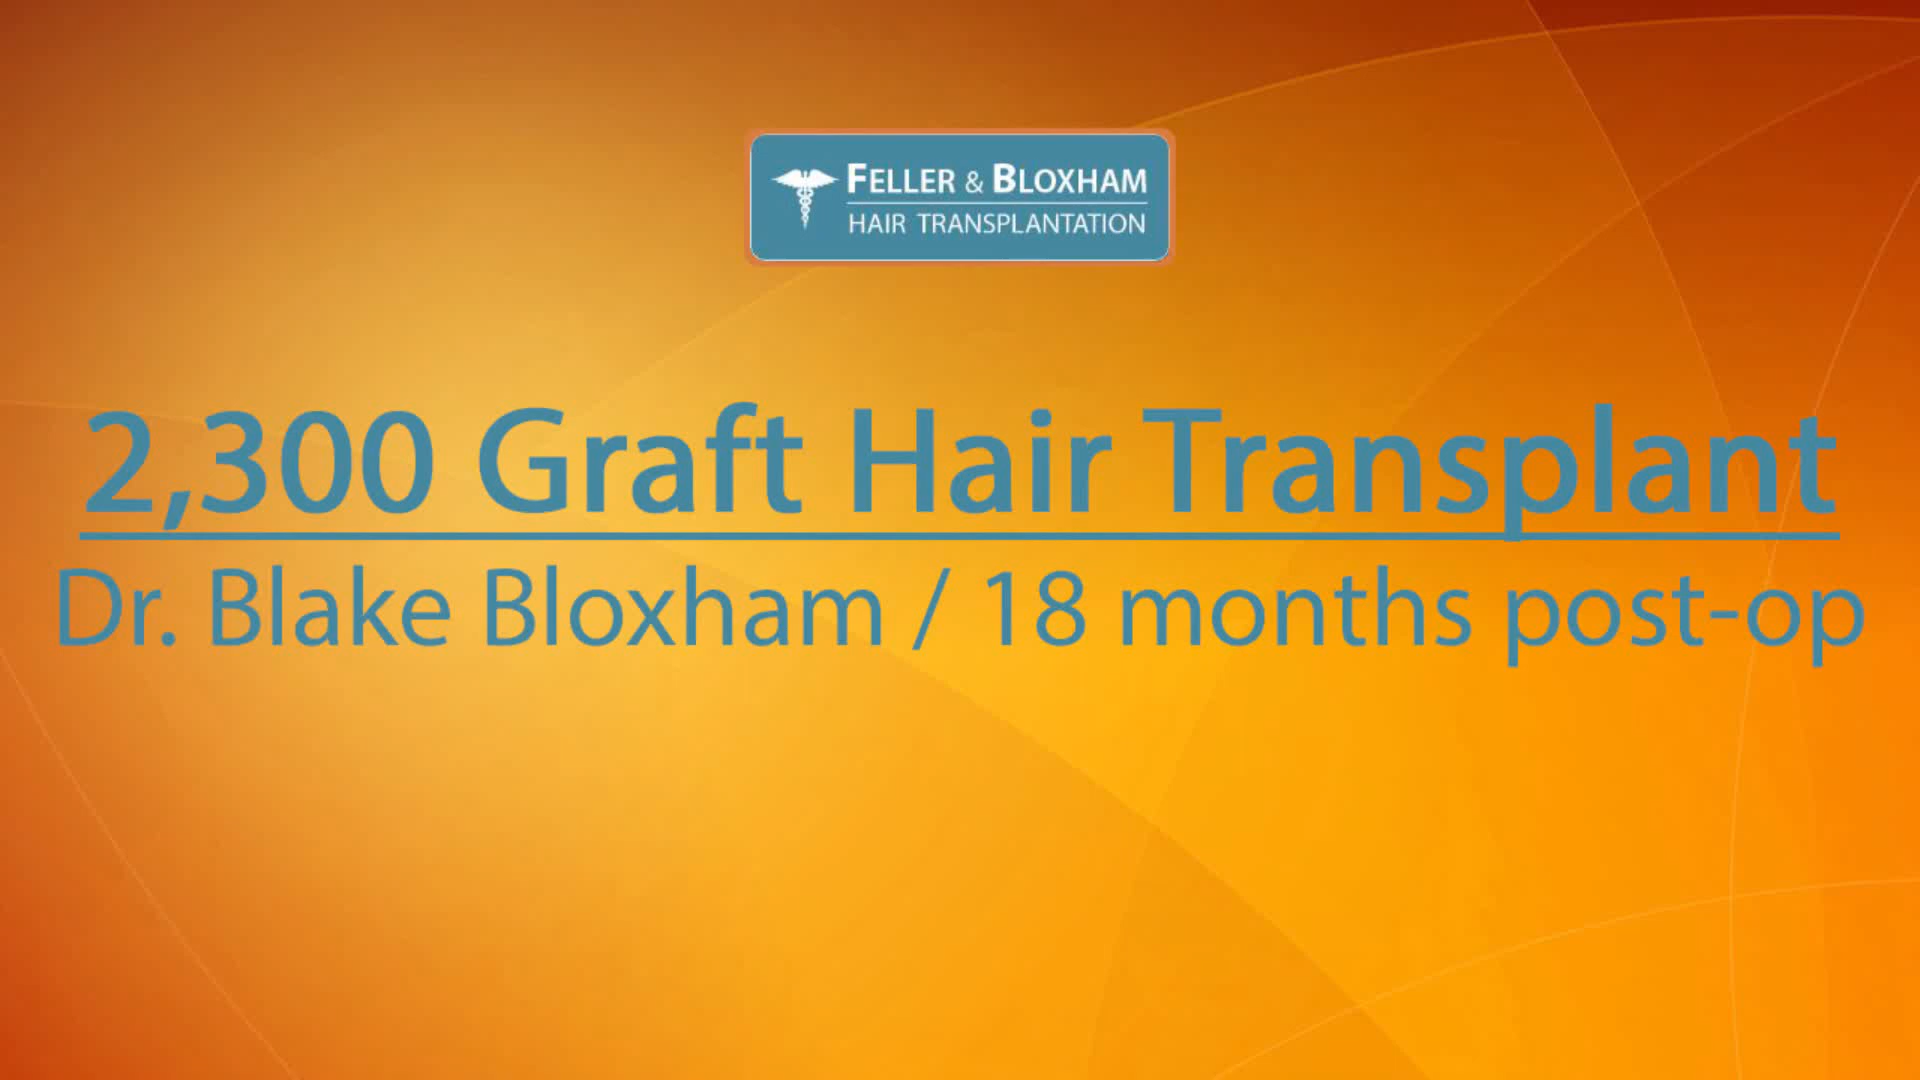 FELLER & BLOXHAM
HAIR TRANSPLANTATION
2,300 Graft Hair Transplant
Dr. Blake Bloxham / 18 months post-op